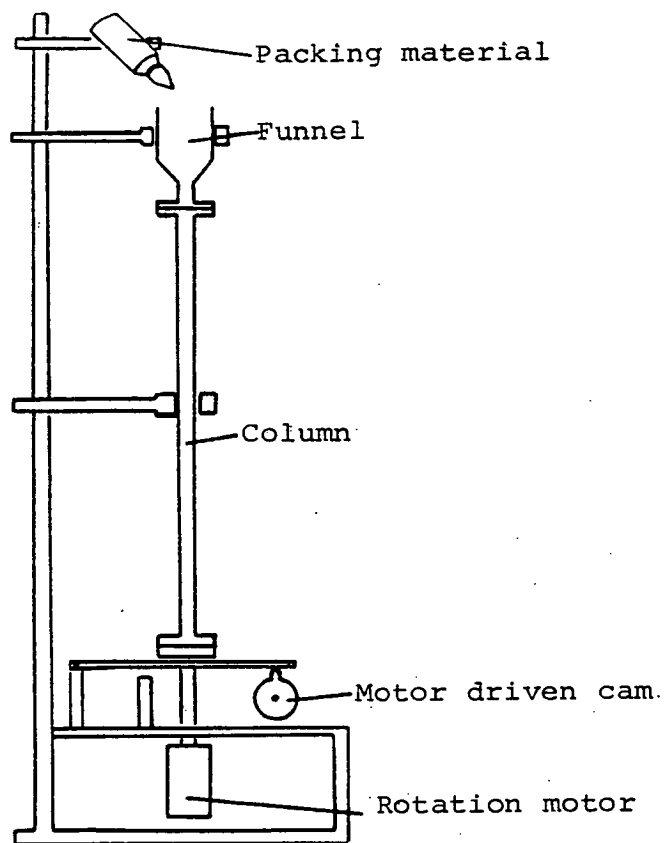 Packing material
Funnel
Column
Motor driven cam
Rotation motor